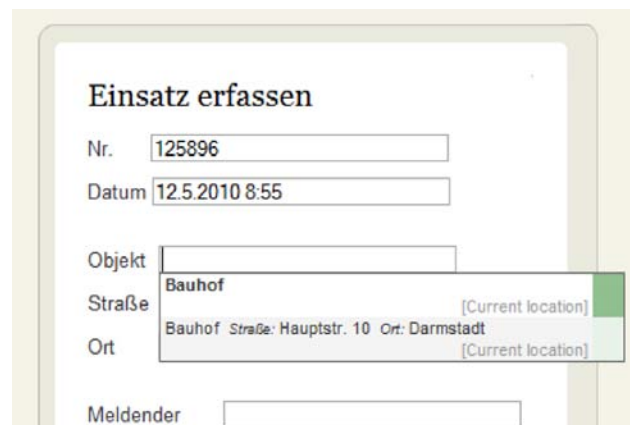 Einsatz erfassen
Nr. 125896
Datum 12.5.2010 8:55
Objekt
Bauhof
[Current location]
Straße
Bauhof Straße: Hauptstr. 10 Ort: Darmstadt
Ort
[Current location]
Meldender